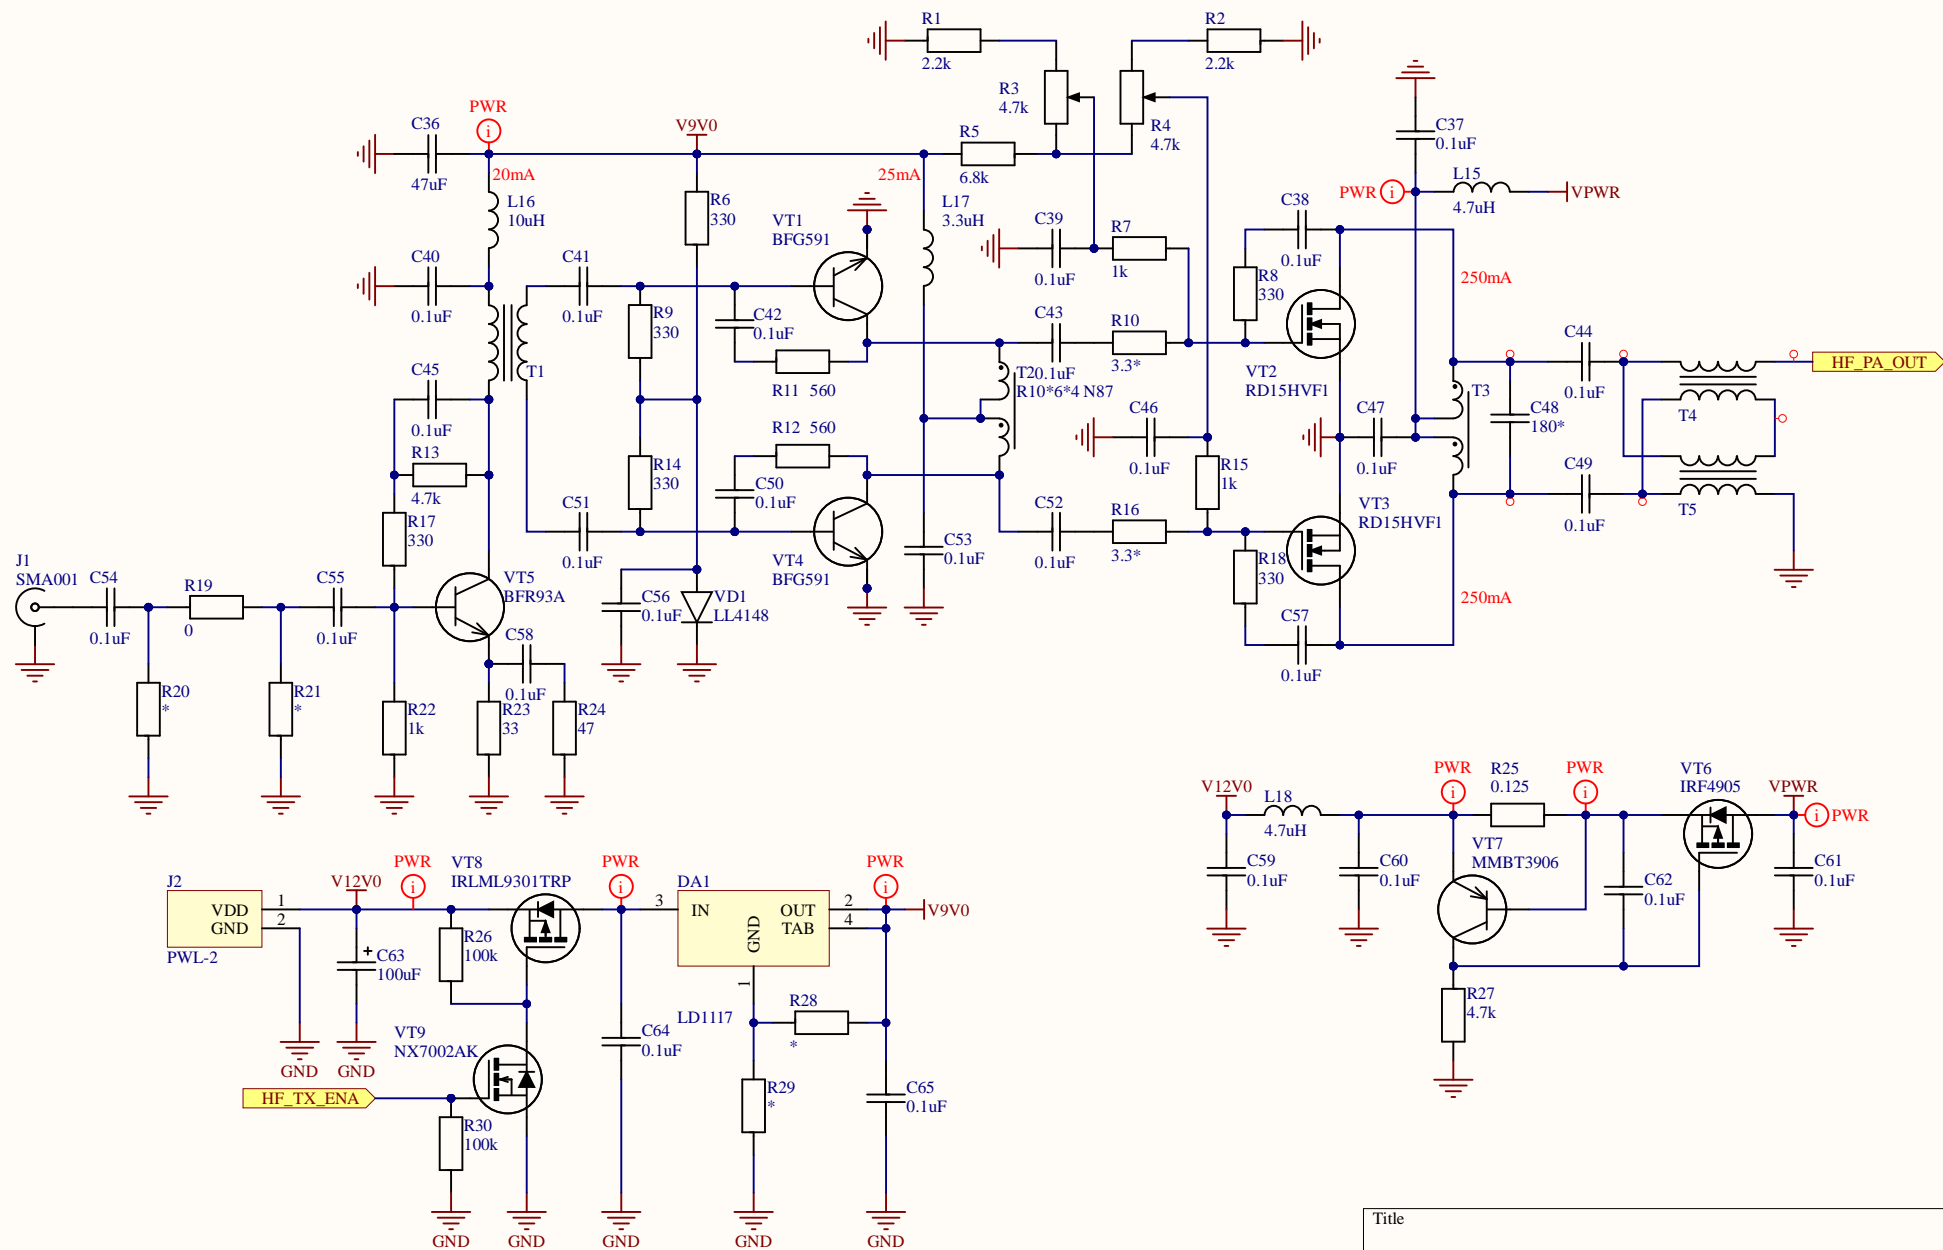 R1
2.2k
R2
2.2k
R3
4.7k
R4
4.7k
PWR
i
C36
47uF
20mA
V9V0
R5
6.8k
25mA
C37
0.1uF
L16
10uH
R6
330
VT1
BFG591
L17
3.3uH
C39
0.1uF
R7
1k
C38
0.1uF
PWR
i
L15
4.7uH
VPWR
C40
0.1uF
C41
0.1uF
R8
330
250mA
R9
330
C42
0.1uF
C43
0.1uF
R10
3.3*
C44
0.1uF
HF_PA_OUT
C45
0.1uF
T1
R11 560
T2
R10*6*4 N87
VT2
RD15HVF1
T3
C48
180*
T4
R12 560
C46
0.1uF
C47
0.1uF
R13
4.7k
R14
330
C50
0.1uF
R15
1k
C49
0.1uF
T5
R17
330
C51
0.1uF
C52
0.1uF
R16
3.3*
VT3
RD15HVF1
C53
0.1uF
VT4
BFG591
R18
330
J1
SMA001
C54
0.1uF
R19
0
C55
0.1uF
VT5
BFR93A
C56
0.1uF
VD1
LL4148
250mA
C57
0.1uF
C58
0.1uF
R20
*
R21
*
R22
1k
R23
33
R24
47
V12V0
L18
4.7uH
PWR
i
R25
0.125
PWR
i
VT6
IRF4905
VPWR
i
PWR
VT7
MMBT3906
C59
0.1uF
C60
0.1uF
C62
0.1uF
C61
0.1uF
R27
4.7k
J2
VDD
GND
1
2
PWL-2
V12V0
PWR
i
VT8
IRLML9301TRP
PWR
i
DA1
3
IN
GND
OUT
TAB
2
4
1
LD1117
PWR
i
V9V0
C63
+
100uF
R26
100k
VT9
NX7002AK
C64
0.1uF
R28
*
R29
*
C65
0.1uF
HF_TX_ENA
R30
100k
GND
GND
GND
GND
GND
GND
GND
Title